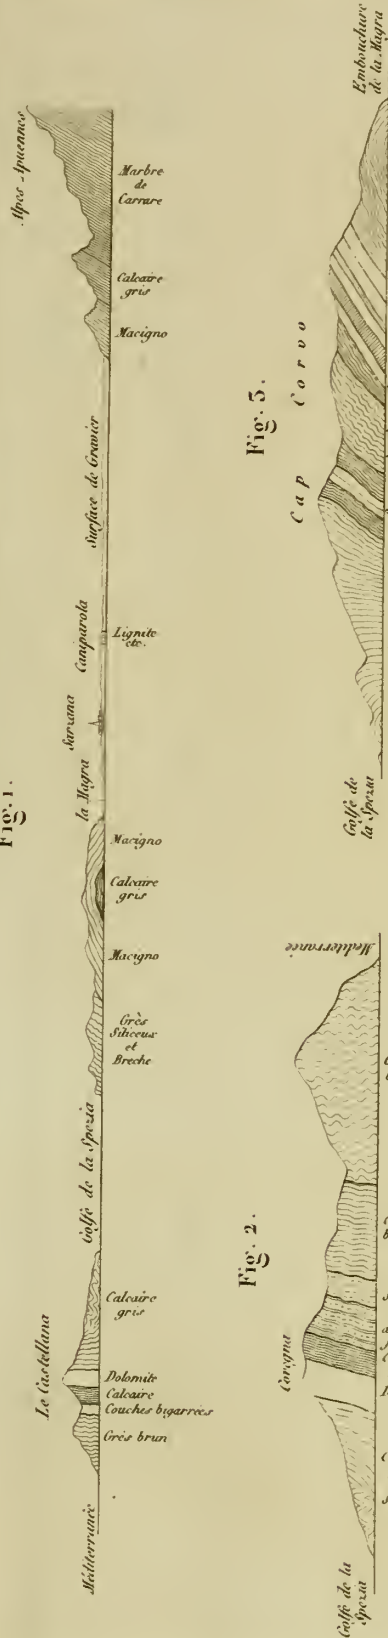 Fig. 1.
Méditerranée
Le Castellana
Golfe de la Spezia
la Magra
Sarzana
Caniparola
Surface de Gravier
Alpes Apuennes
Grès brun
Couches bigarrées
Calcaire
Dolomite
Calcaire
gris
Grès
Siliceux
et
Breche
Macigno
Calcaire
gris
Macigno
Lignite
etc.
Macigno
Calcaire
gris
Marbre
de
Carrare
Fig. 2.
Golfe de la
Spezia
Coregna
Méditerrané
Fig. 3.
Golfe de
la Spezia
Cap Corvo
Embouchure
de la Magra